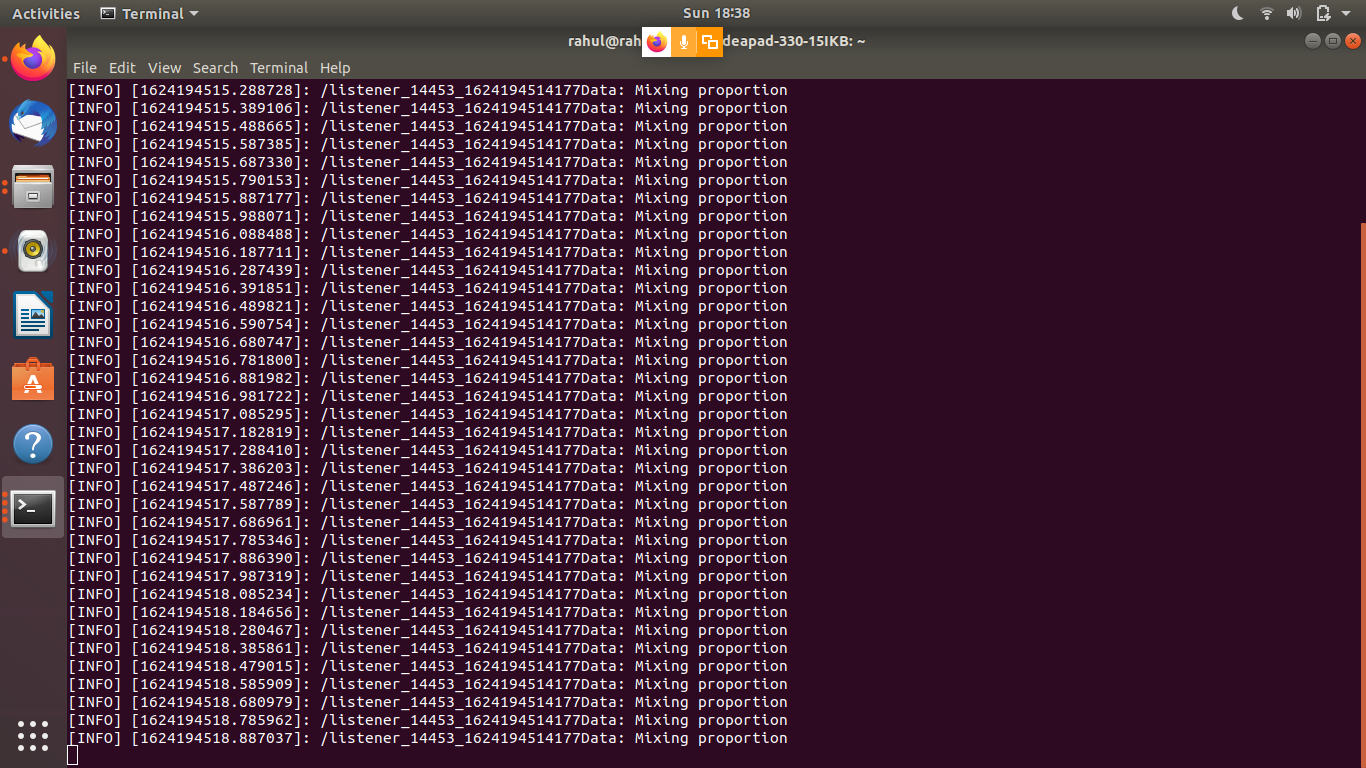 Activities Terminal Sun 18:38
rahul@rah deapad-330-15IKB: ~
File Edit View Search Terminal Help
[INFO] [1624194515.288728]: /listener_14453_1624194514177Data: Mixing proportion
[INFO] [1624194515.389106]: /listener_14453_1624194514177Data: Mixing proportion
[INFO] [1624194515.488665]: /listener_14453_1624194514177Data: Mixing proportion
[INFO] [1624194515.587385]: /listener_14453_1624194514177Data: Mixing proportion
[INFO] [1624194515.687330]: /listener_14453_1624194514177Data: Mixing proportion
[INFO] [1624194515.790153]: /listener_14453_1624194514177Data: Mixing proportion
[INFO] [1624194515.887177]: /listener_14453_1624194514177Data: Mixing proportion
[INFO] [1624194515.988071]: /listener_14453_1624194514177Data: Mixing proportion
[INFO] [1624194516.088488]: /listener_14453_1624194514177Data: Mixing proportion
[INFO] [1624194516.187711]: /listener_14453_1624194514177Data: Mixing proportion
[INFO] [1624194516.287439]: /listener_14453_1624194514177Data: Mixing proportion
[INFO] [1624194516.391851]: /listener_14453_1624194514177Data: Mixing proportion
[INFO] [1624194516.489821]: /listener_14453_1624194514177Data: Mixing proportion
[INFO] [1624194516.590754]: /listener_14453_1624194514177Data: Mixing proportion
[INFO] [1624194516.680747]: /listener_14453_1624194514177Data: Mixing proportion
[INFO] [1624194516.781800]: /listener_14453_1624194514177Data: Mixing proportion
[INFO] [1624194516.881982]: /listener_14453_1624194514177Data: Mixing proportion
[INFO] [1624194516.981722]: /listener_14453_1624194514177Data: Mixing proportion
[INFO] [1624194517.085295]: /listener_14453_1624194514177Data: Mixing proportion
[INFO] [1624194517.182819]: /listener_14453_1624194514177Data: Mixing proportion
[INFO] [1624194517.288410]: /listener_14453_1624194514177Data: Mixing proportion
[INFO] [1624194517.386203]: /listener_14453_1624194514177Data: Mixing proportion
[INFO] [1624194517.487246]: /listener_14453_1624194514177Data: Mixing proportion
[INFO] [1624194517.587789]: /listener_14453_1624194514177Data: Mixing proportion
[INFO] [1624194517.686961]: /listener_14453_1624194514177Data: Mixing proportion
[INFO] [1624194517.785346]: /listener_14453_1624194514177Data: Mixing proportion
[INFO] [1624194517.886390]: /listener_14453_1624194514177Data: Mixing proportion
[INFO] [1624194517.987319]: /listener_14453_1624194514177Data: Mixing proportion
[INFO] [1624194518.085234]: /listener_14453_1624194514177Data: Mixing proportion
[INFO] [1624194518.184656]: /listener_14453_1624194514177Data: Mixing proportion
[INFO] [1624194518.280467]: /listener_14453_1624194514177Data: Mixing proportion
[INFO] [1624194518.385861]: /listener_14453_1624194514177Data: Mixing proportion
[INFO] [1624194518.479015]: /listener_14453_1624194514177Data: Mixing proportion
[INFO] [1624194518.585909]: /listener_14453_1624194514177Data: Mixing proportion
[INFO] [1624194518.680979]: /listener_14453_1624194514177Data: Mixing proportion
[INFO] [1624194518.785962]: /listener_14453_1624194514177Data: Mixing proportion
[INFO] [1624194518.887037]: /listener_14453_1624194514177Data: Mixing proportion